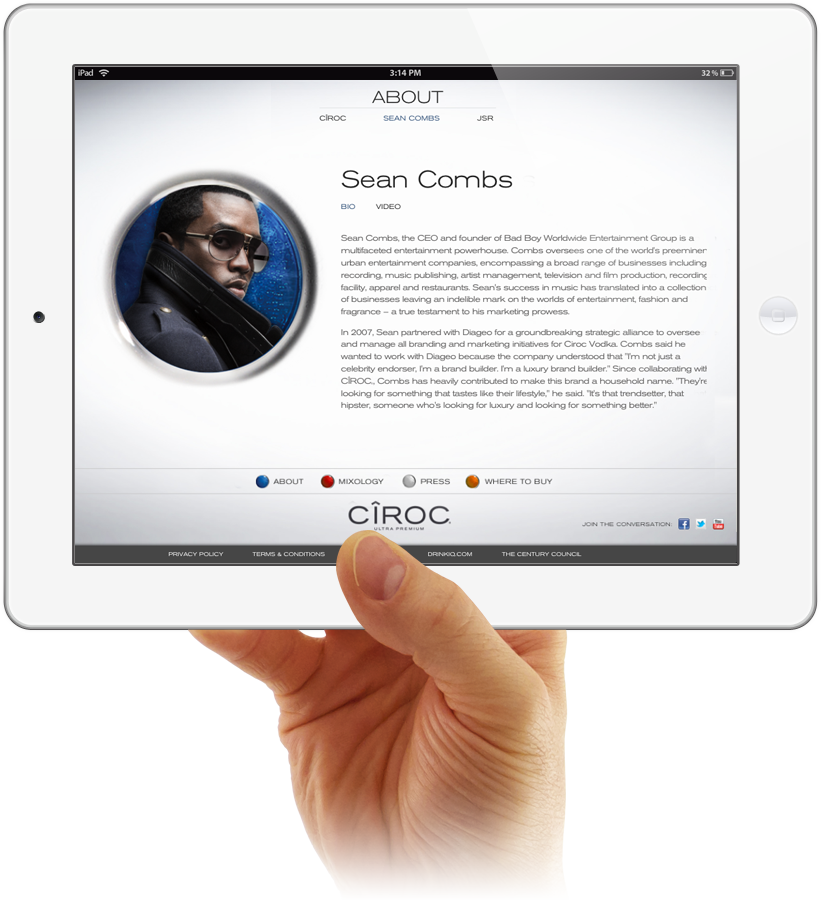 iPad 3:14 PM 32%
ABOUT
CÎROC SEAN COMBS JSR
Sean Combs
BIO VIDEO
Sean Combs, the CEO and founder of Bad Boy Worldwide Entertainment Group is a
multifaceted entertainment powerhouse. Combs oversees one of the world's preeminen
urban entertainment companies, encompassing a broad range of businesses including
recording, music publishing, artist management, television and film production, recording
facility, apparel and restaurants. Sean's success in music has translated into a collection
of businesses leaving an indelible mark on the worlds of entertainment, fashion and
fragrance – a true testament to his marketing prowess.
In 2007, Sean partnered with Diageo for a groundbreaking strategic alliance to oversee
and manage all branding and marketing initiatives for Ciroc Vodka. Combs said he
wanted to work with Diageo because the company understood that "I'm not just a
celebrity endorser, I'm a brand builder. I'm a luxury brand builder." Since collaborating with
CÎROC., Combs has heavily contributed to make this brand a household name. "They're
looking for something that tastes like their lifestyle," he said. "It's that trendsetter, that
hipster, someone who's looking for luxury and looking for something better."
ABOUT MIXOLOGY PRESS WHERE TO BUY
CÎROC
ULTRA PREMIUM
JOIN THE CONVERSATION: f You Tube
PRIVACY POLICY TERMS & CONDITIONS DRINKIQ.COM THE CENTURY COUNCIL